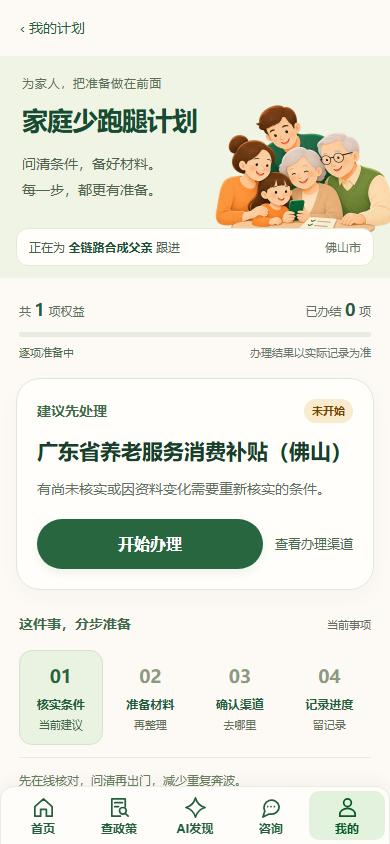 ‹ 我的计划
为家人，把准备做在前面
家庭少跑腿计划
问清条件，备好材料。
每一步，都更有准备。
正在为 全链路合成父亲 跟进 佛山市
共 1 项权益 已办结 0 项
逐项准备中 办理结果以实际记录为准
建议先处理 未开始
广东省养老服务消费补贴（佛山）
有尚未核实或因资料变化需要重新核实的条件。
开始办理 查看办理渠道
这件事，分步准备 当前事项
01 02 03 04
核实条件 准备材料 确认渠道 记录进度
当前建议 再整理 去哪里 留记录
先在线核对，问清再出门，减少重复奔波。
首页 查政策 AI发现 咨询 我的